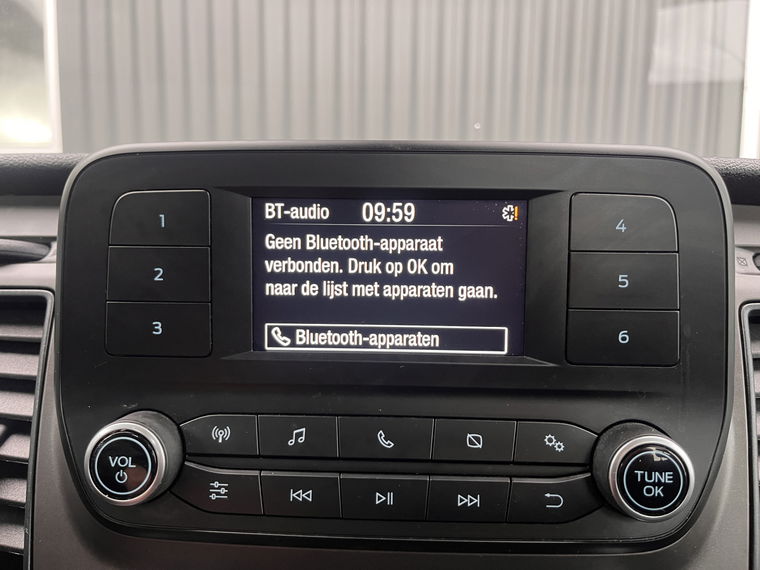 BT-audio 09:59
Geen Bluetooth-apparaat
verbonden. Druk op OK om
naar de lijst met apparaten gaan.
Bluetooth-apparaten
1
2
3
4
5
6
VOL
TUNE
OK